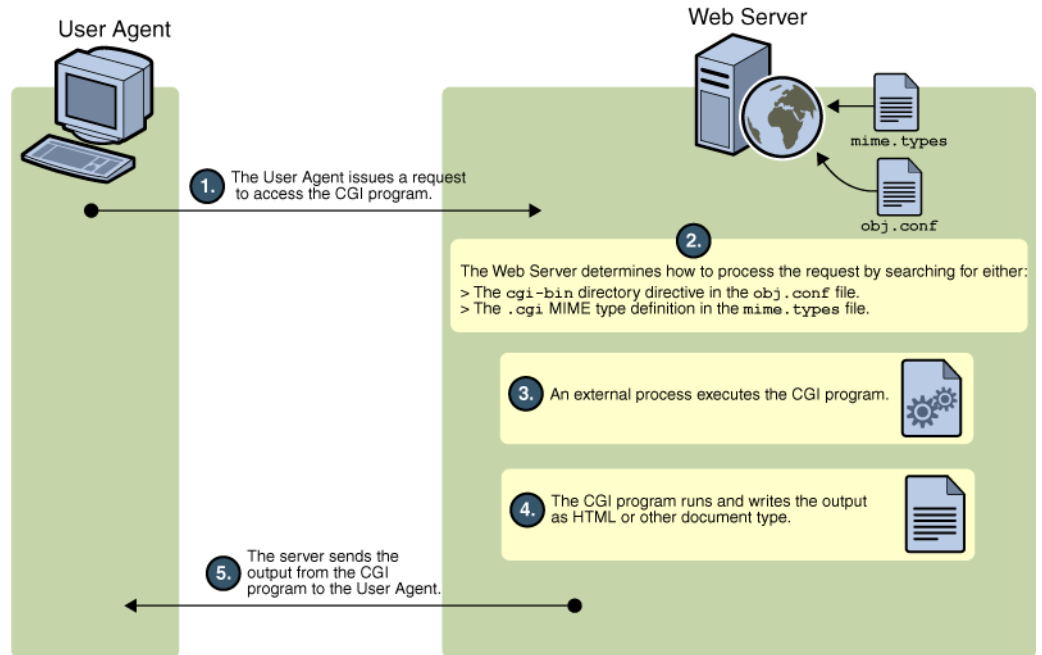 User Agent
Web Server
mime.types
obj.conf
1.
The User Agent issues a request
to access the CGI program.
2.
The Web Server determines how to process the request by searching for either:
> The cgi-bin directory directive in the obj.conf file.
> The .cgi MIME type definition in the mime.types file.
3.
An external process executes the CGI program.
4.
The CGI program runs and writes the output
as HTML or other document type.
5.
The server sends the
output from the CGI
program to the User Agent.